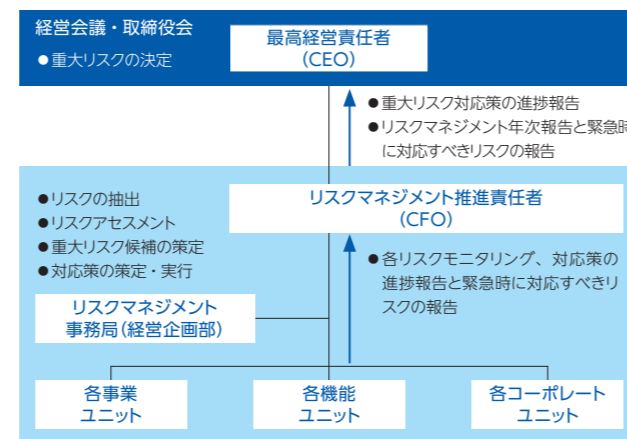 経営会議・取締役会
●重大リスクの決定
最高経営責任者
(CEO)
●重大リスク対応策の進捗報告
●リスクマネジメント年次報告と緊急時
に対応すべきリスクの報告
●リスクの抽出
●リスクアセスメント
●重大リスク候補の策定
●対応策の策定・実行
リスクマネジメント推進責任者
(CFO)
●各リスクモニタリング、対応策の
進捗報告と緊急時に対応すべきリ
スクの報告
リスクマネジメント
事務局(経営企画部)
各事業
ユニット
各機能
ユニット
各コーポレート
ユニット